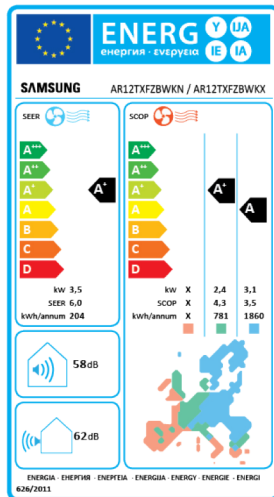 ENERG Y UA
енергия · ενεργεια IE IA
SAMSUNG AR12TXFZBWKN / AR12TXFZBWKX
SEER SCOP
A+++ A+++
A++ A++
A+ A+ A+ A+
A A A
B B
C C
D D
kW 3,5 kW X 2,4 3,1
SEER 6,0 SCOP X 4,3 3,5
kWh/annum 204 kWh/annum X 781 1860
58dB
62dB
ENERGIA · ЕНЕРГИЯ · ΕΝΕΡΓΕΙΑ · ENERGIJA · ENERGY · ENERGIE · ENERGI
626/2011